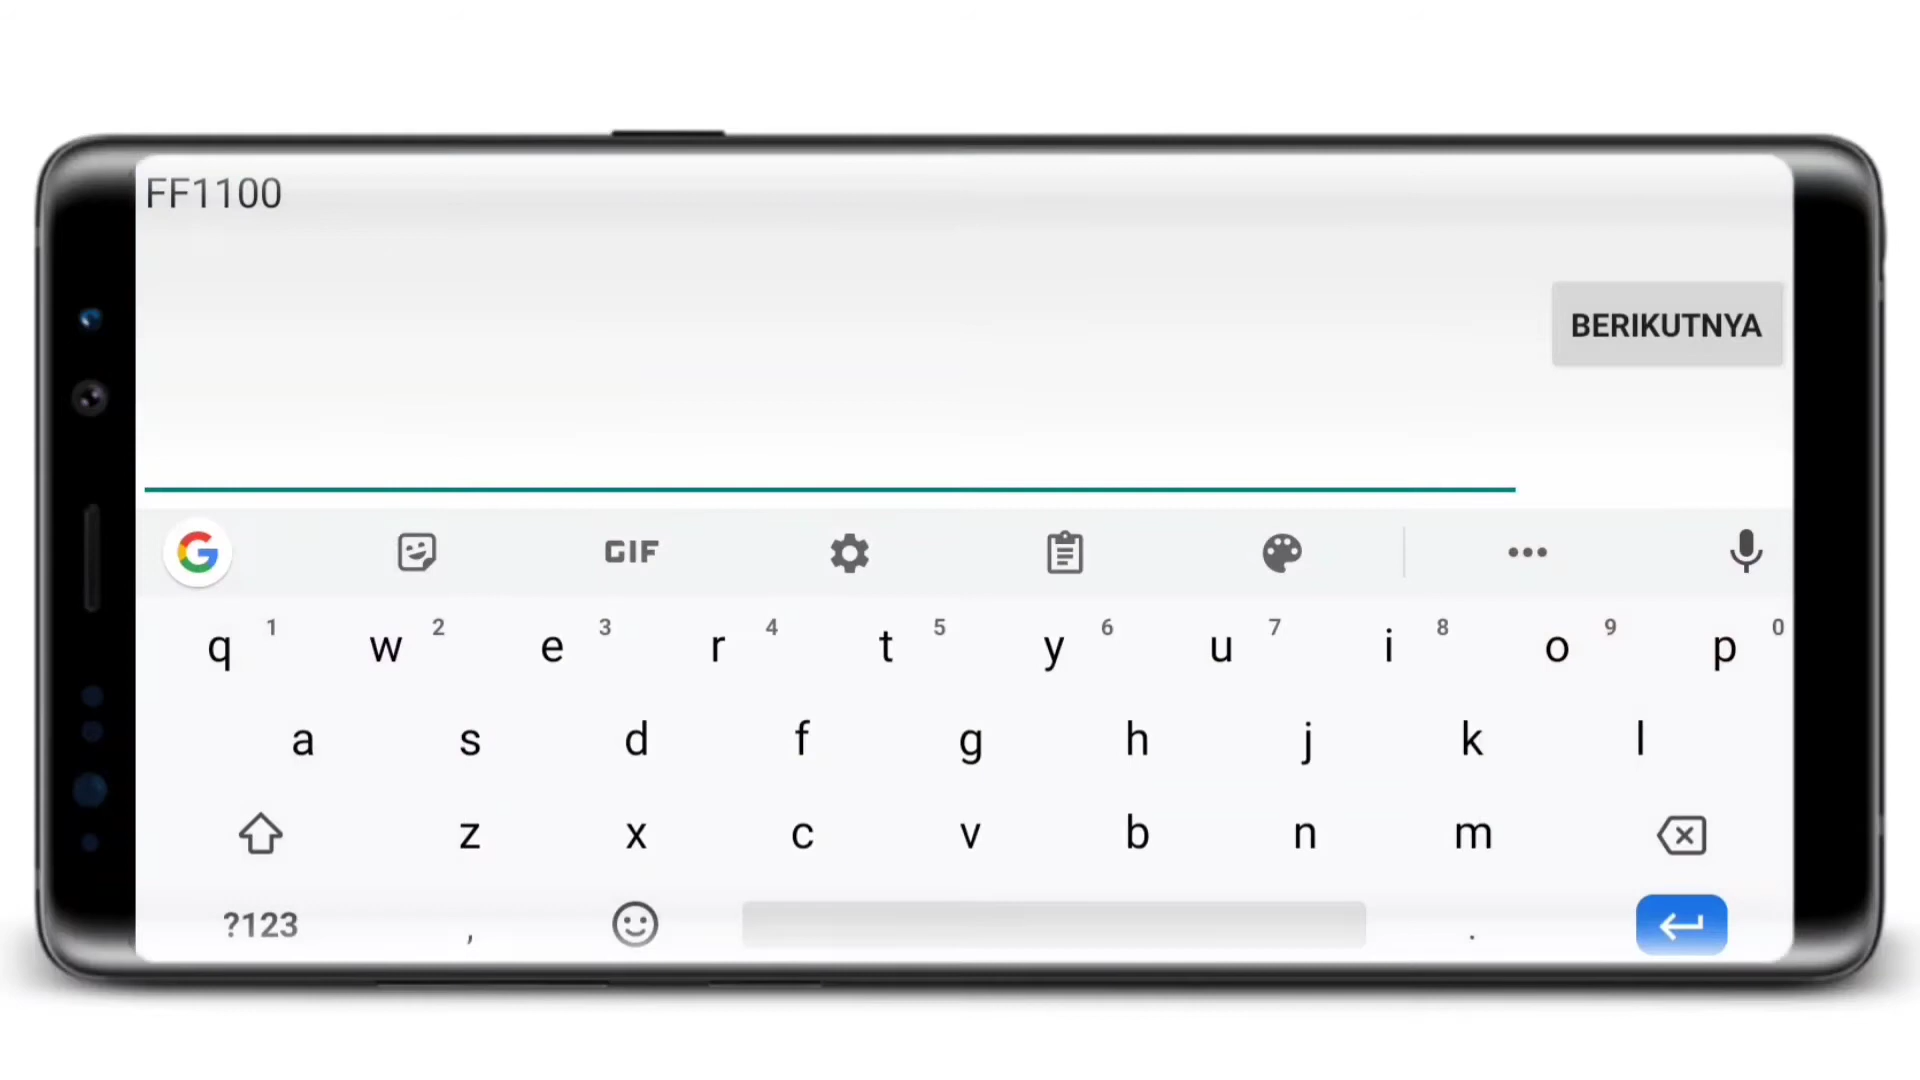 FF1100
BERIKUTNYA
G GIF
q 1 w 2 e 3 r 4 t 5 y 6 u 7 i 8 o 9 p 0
a s d f g h j k l
z x c v b n m
?123 , .